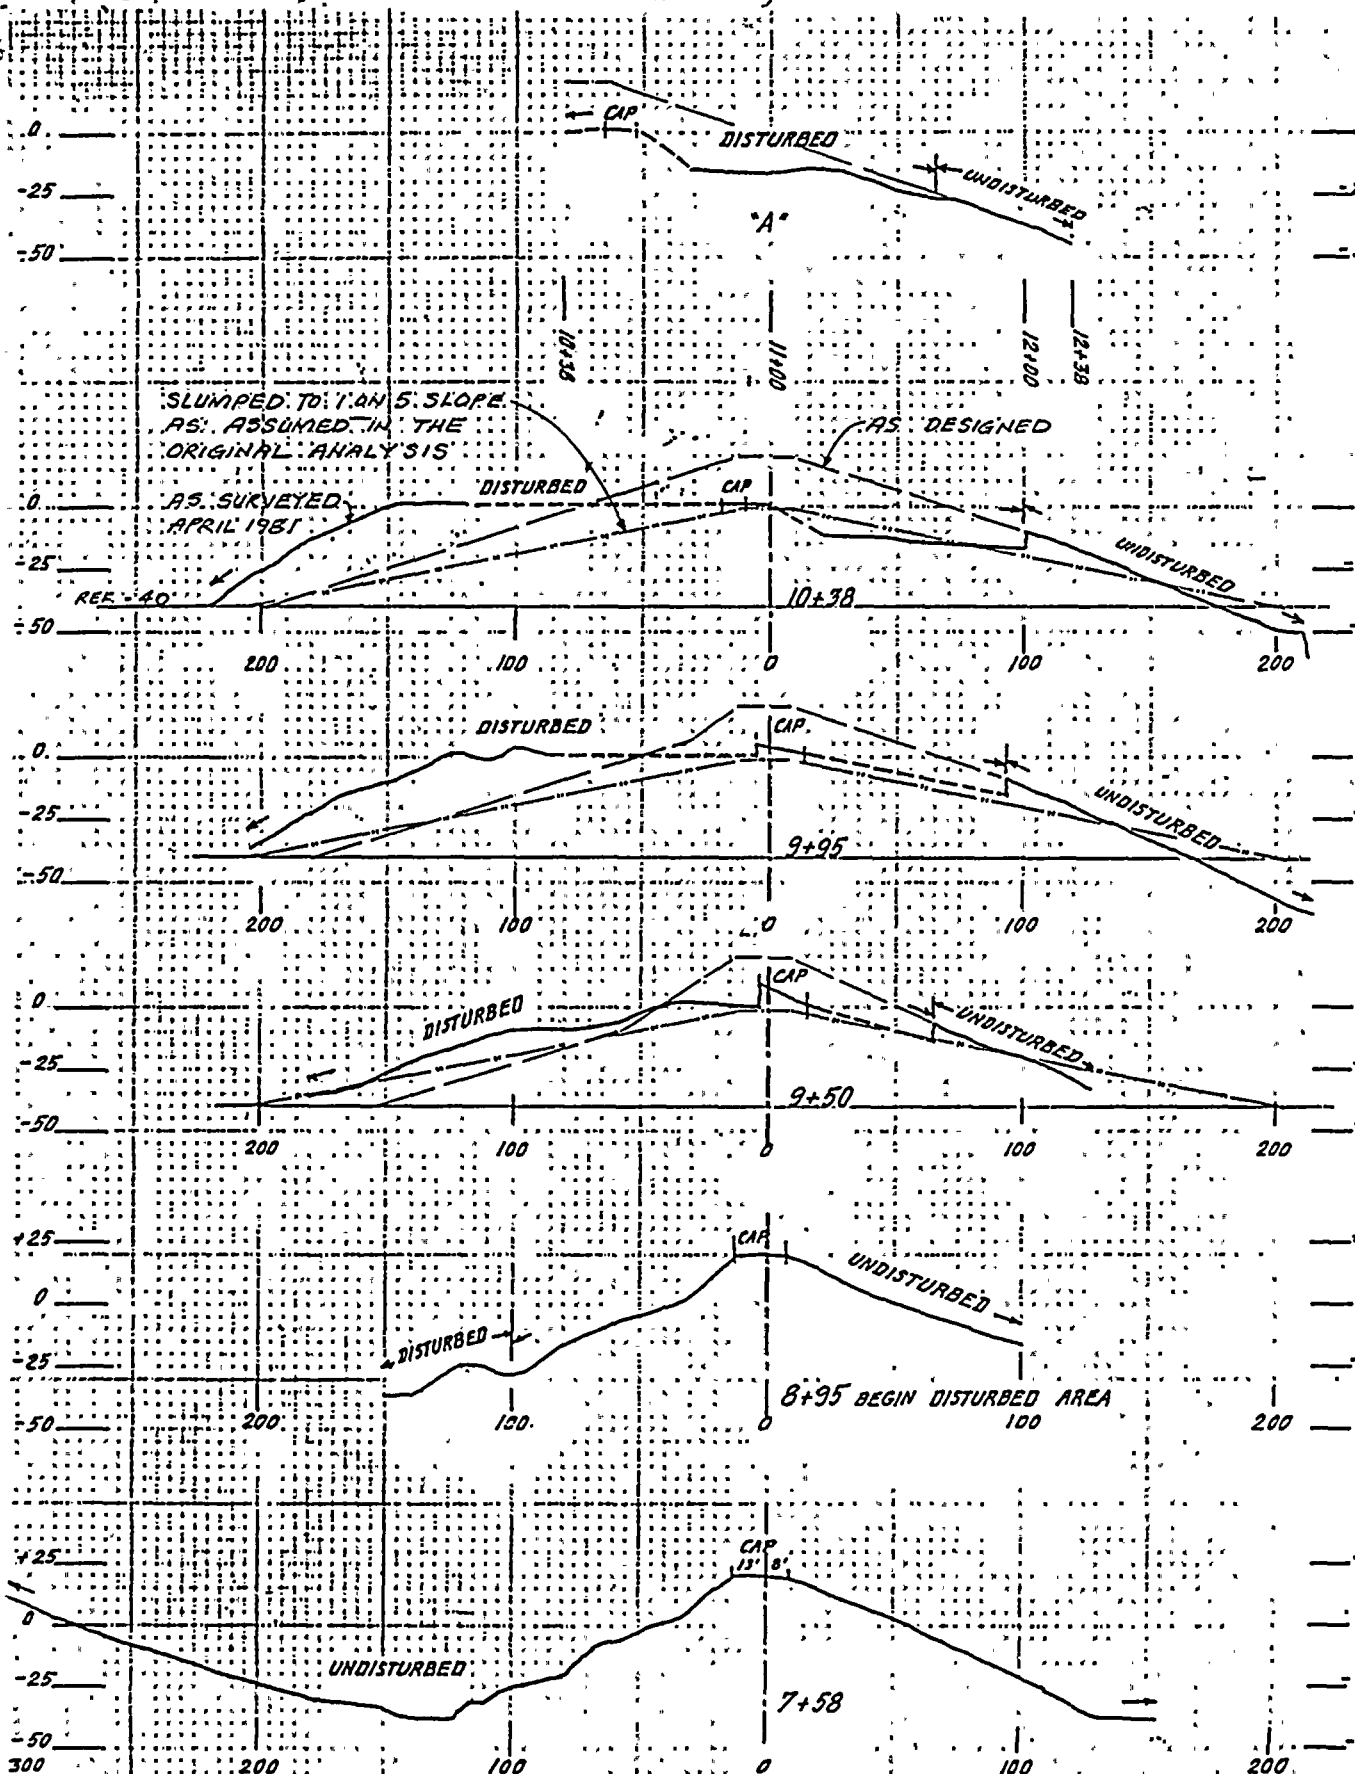 0
CAP
DISTURBED
-25
UNDISTURBED
"A"
-50
10+38
11+00
12+00
12+38
SLUMPED TO 1 ON 5 SLOPE
AS ASSUMED IN THE
ORIGINAL ANALYSIS
AS DESIGNED
0
DISTURBED
CAP
AS SURVEYED
APRIL 1981
-25
UNDISTURBED
REF -40
10+38
-50
200
100
0
100
200
DISTURBED
CAP
0
-25
UNDISTURBED
9+95
-50
200
100
0
100
200
CAP
0
DISTURBED
UNDISTURBED
-25
9+50
-50
200
100
0
100
200
+25
CAP
UNDISTURBED
0
DISTURBED
-25
8+95 BEGIN DISTURBED AREA
-50
200
100
0
100
200
CAP
+25
13' 8'
0
UNDISTURBED
-25
7+58
-50
300
200
100
0
100
200